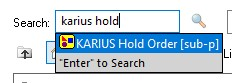 Search: karius hold
KARIUS Hold Order [sub-p]
"Enter" to Search